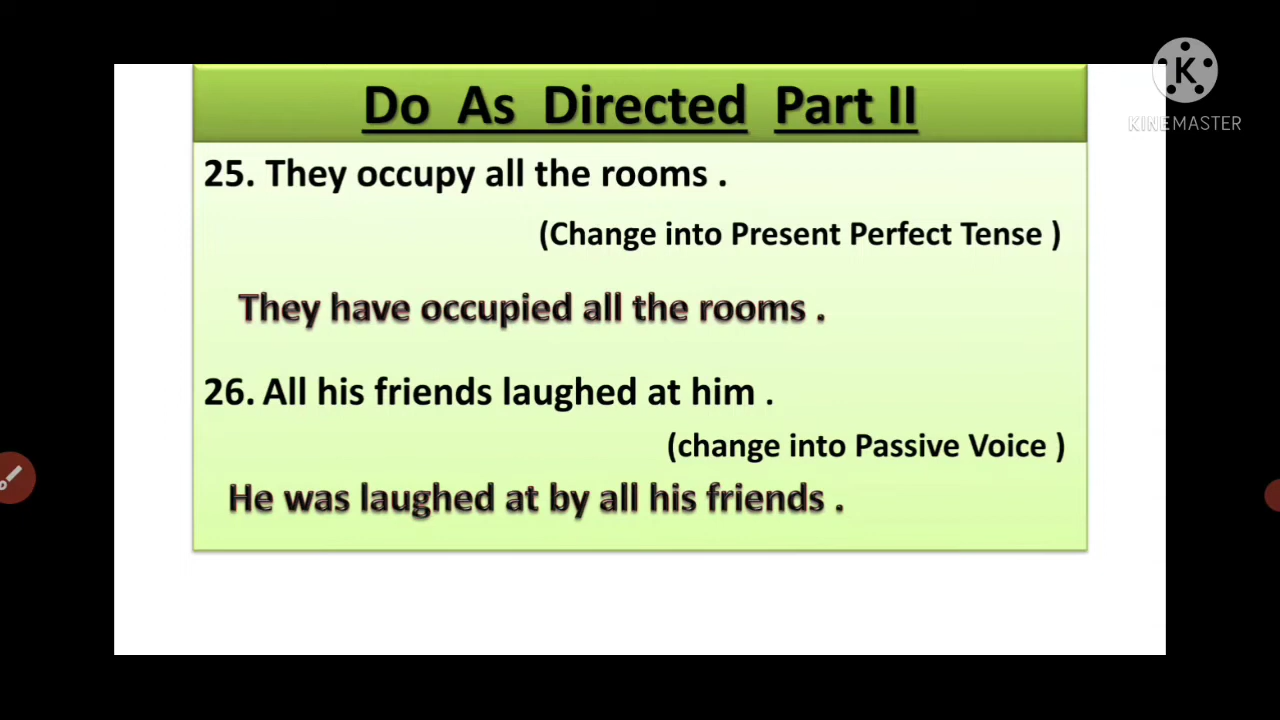 Do As Directed Part II
25. They occupy all the rooms .
(Change into Present Perfect Tense )
They have occupied all the rooms .
26. All his friends laughed at him .
(change into Passive Voice )
He was laughed at by all his friends .
K
KINEMASTER